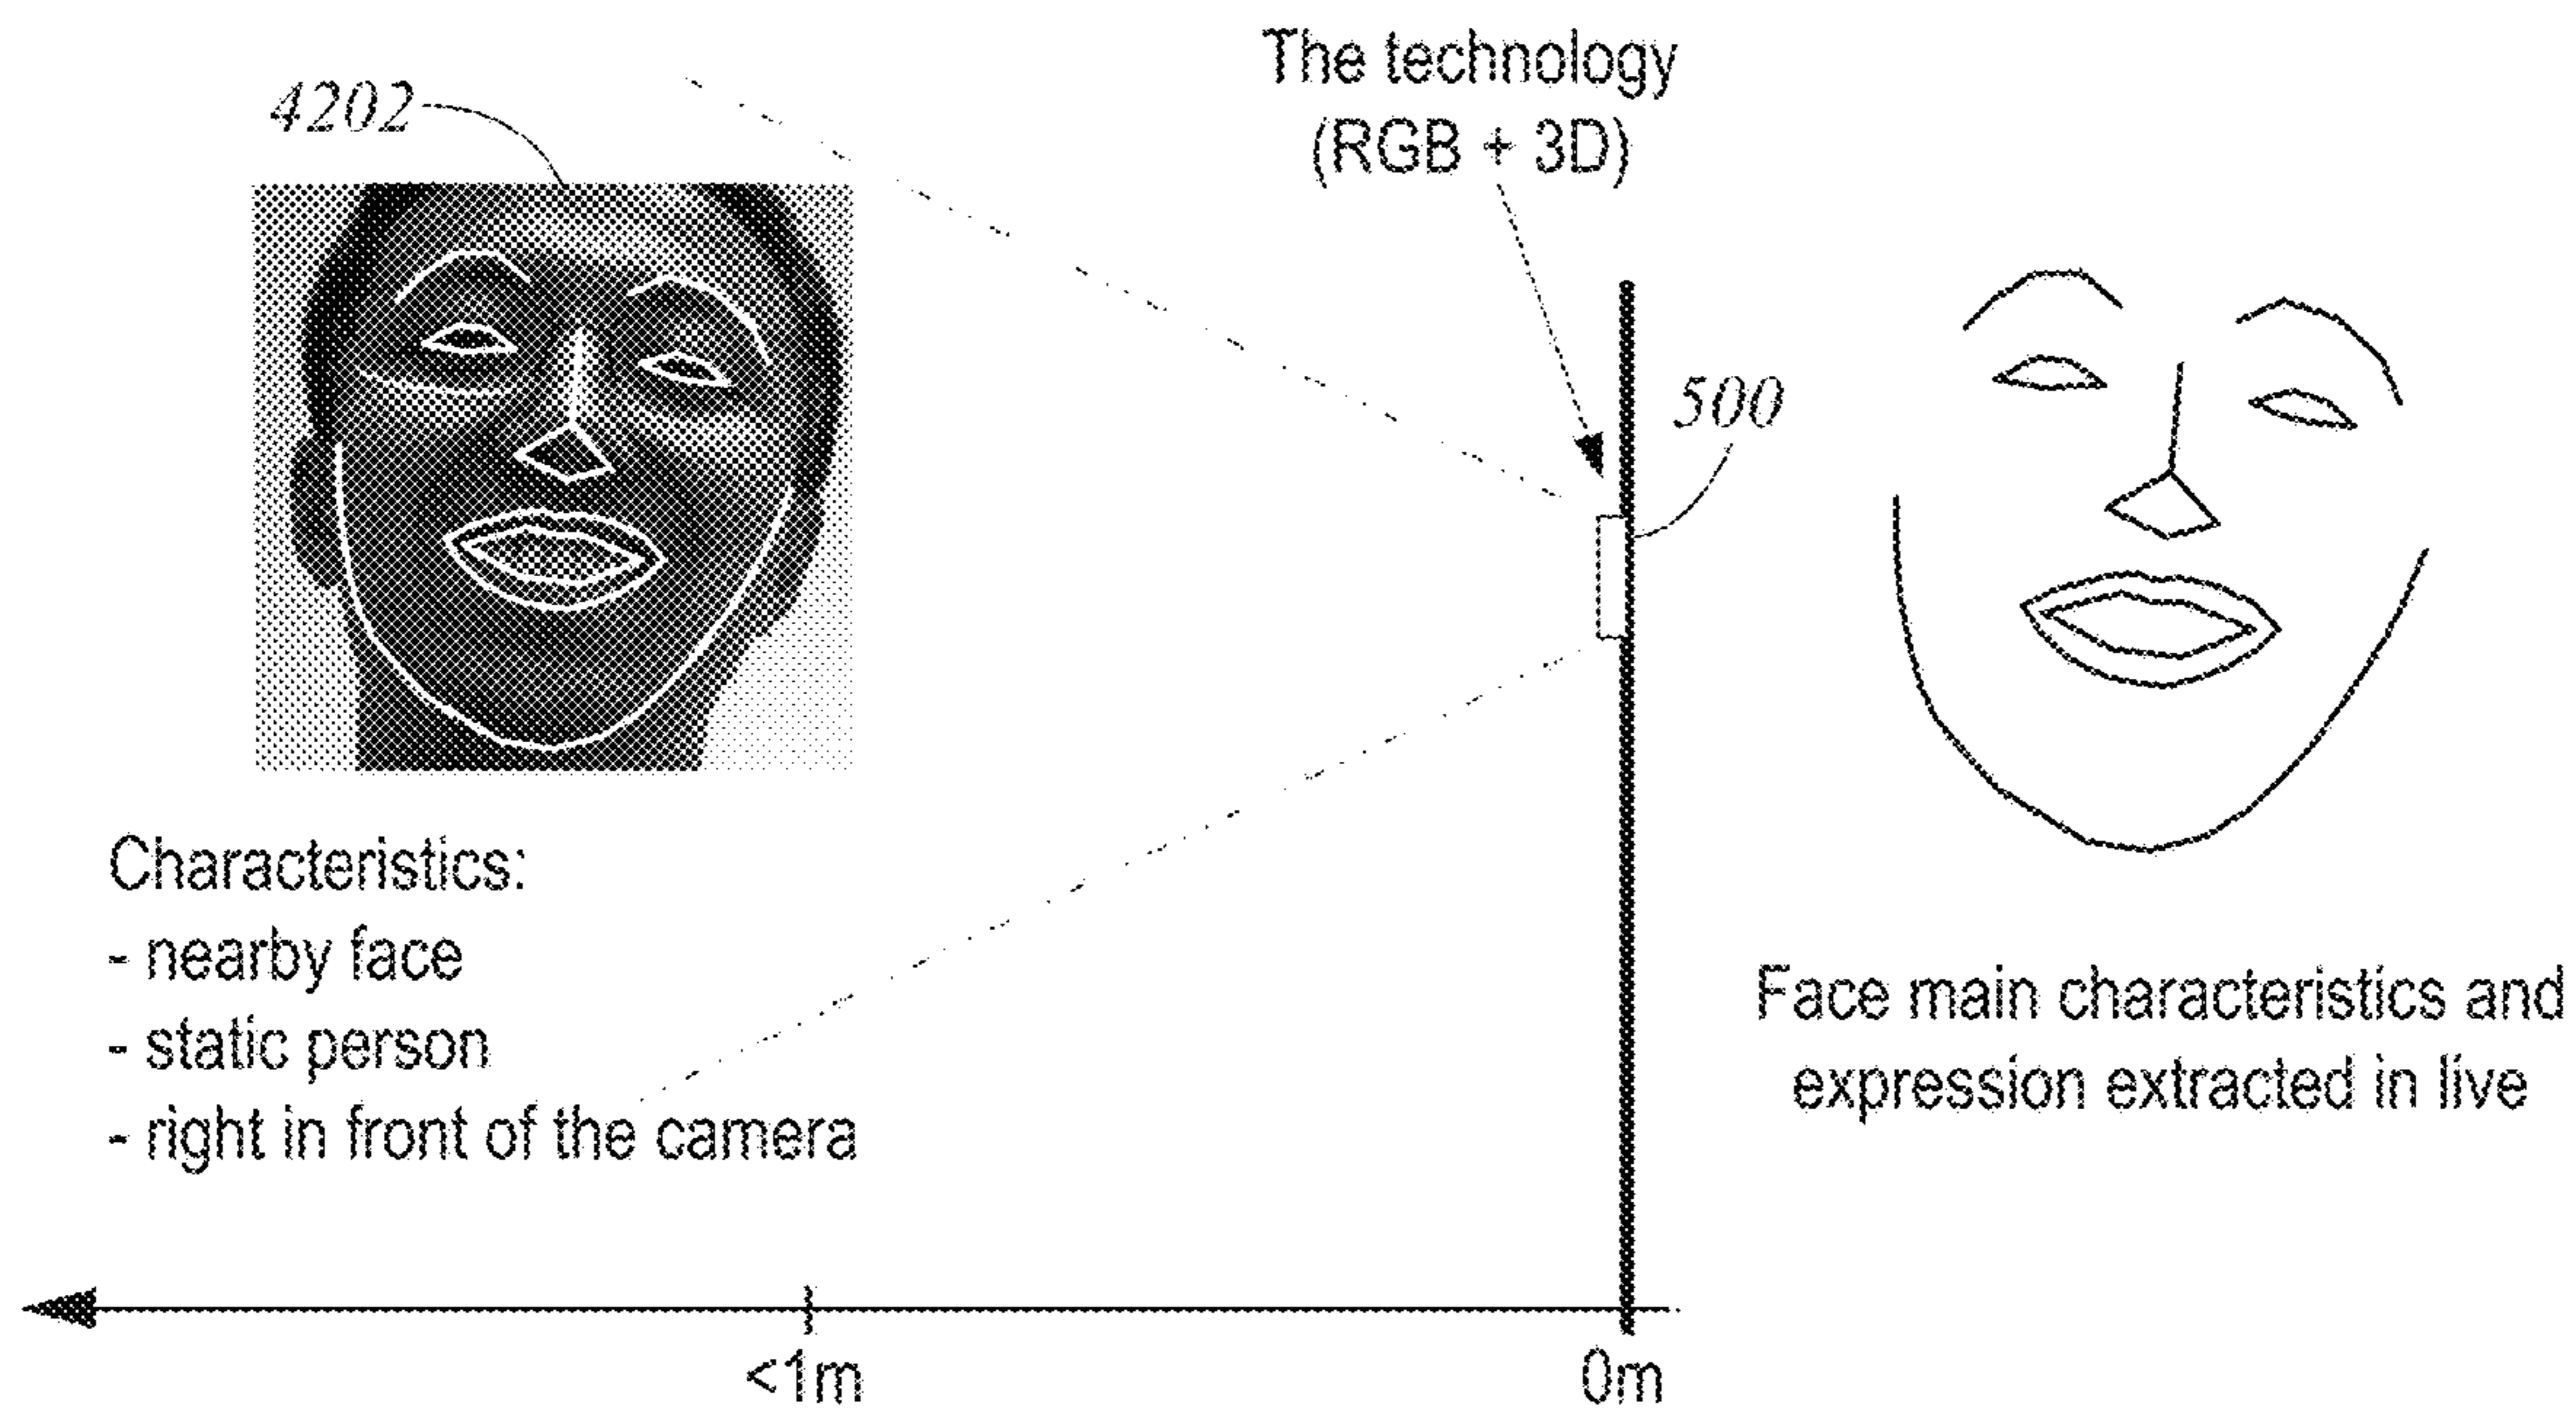 4202
The technology
(RGB + 3D)
500
Characteristics:
- nearby face
- static person
- right in front of the camera
Face main characteristics and
expression extracted in live
<1m
0m